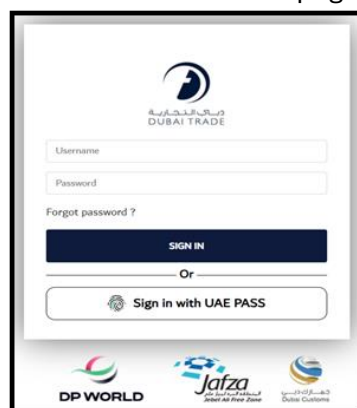 دبي التجارية
DUBAI TRADE
Username
Password
Forgot password ?
SIGN IN
Or
Sign in with UAE PASS
DP WORLD
Jafza
Jebel Ali Free Zone
Dubai Customs